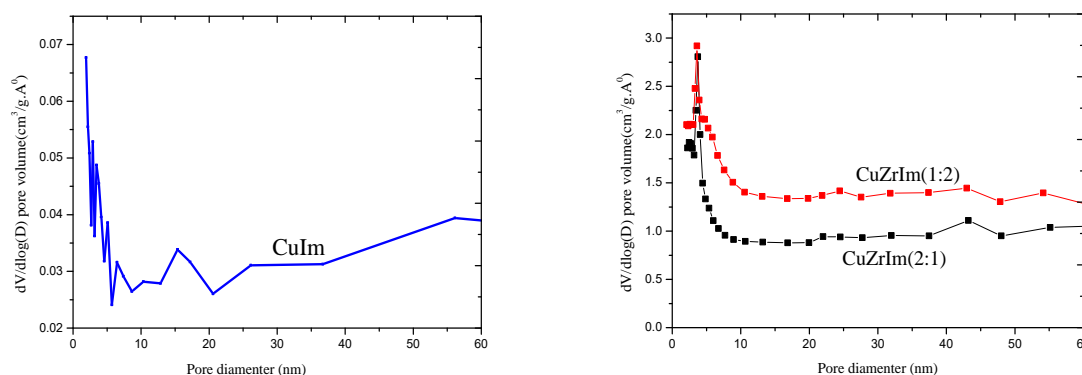 0.07
0.06
0.05
0.04
0.03
0.02
0 10 20 30 40 50 60
dV/dlog(D) pore volume(cm³/g.A⁰)
Pore diamenter (nm)
CuIm
3.0
2.5
2.0
1.5
1.0
0.5
0.0
0 10 20 30 40 50 60
dV/dlog(D) pore volume(cm³/g.A⁰)
Pore diamenter (nm)
CuZrIm(1:2)
CuZrIm(2:1)